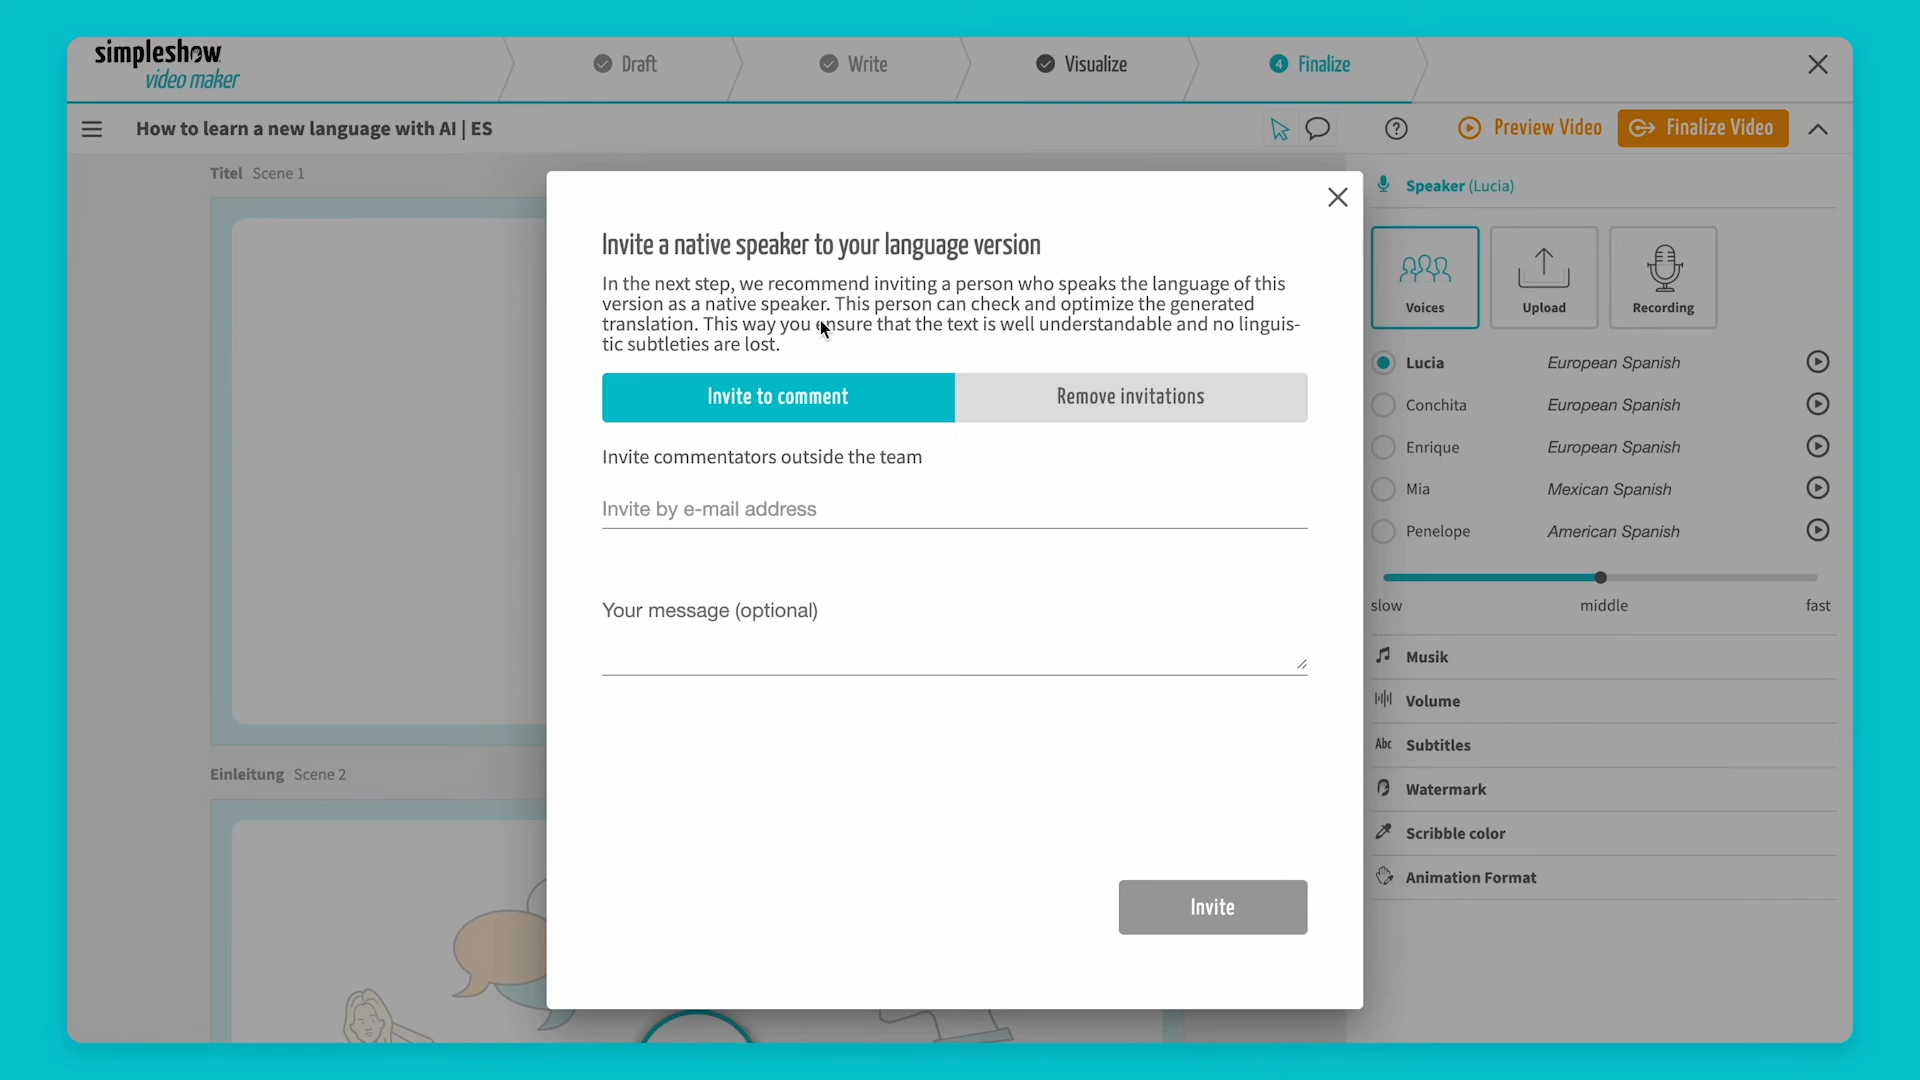 simpleshow
video maker
Draft
Write
Visualize
4 Finalize
How to learn a new language with AI | ES
Preview Video
Finalize Video
Titel Scene 1
Invite a native speaker to your language version
In the next step, we recommend inviting a person who speaks the language of this
version as a native speaker. This person can check and optimize the generated
translation. This way you ensure that the text is well understandable and no linguis-
tic subtleties are lost.
Invite to comment
Remove invitations
Invite commentators outside the team
Invite by e-mail address
Your message (optional)
Invite
Einleitung Scene 2
Speaker (Lucia)
Voices
Upload
Recording
Lucia European Spanish
Conchita European Spanish
Enrique European Spanish
Mia Mexican Spanish
Penelope American Spanish
slow middle fast
Musik
Volume
Abc Subtitles
Watermark
Scribble color
Animation Format